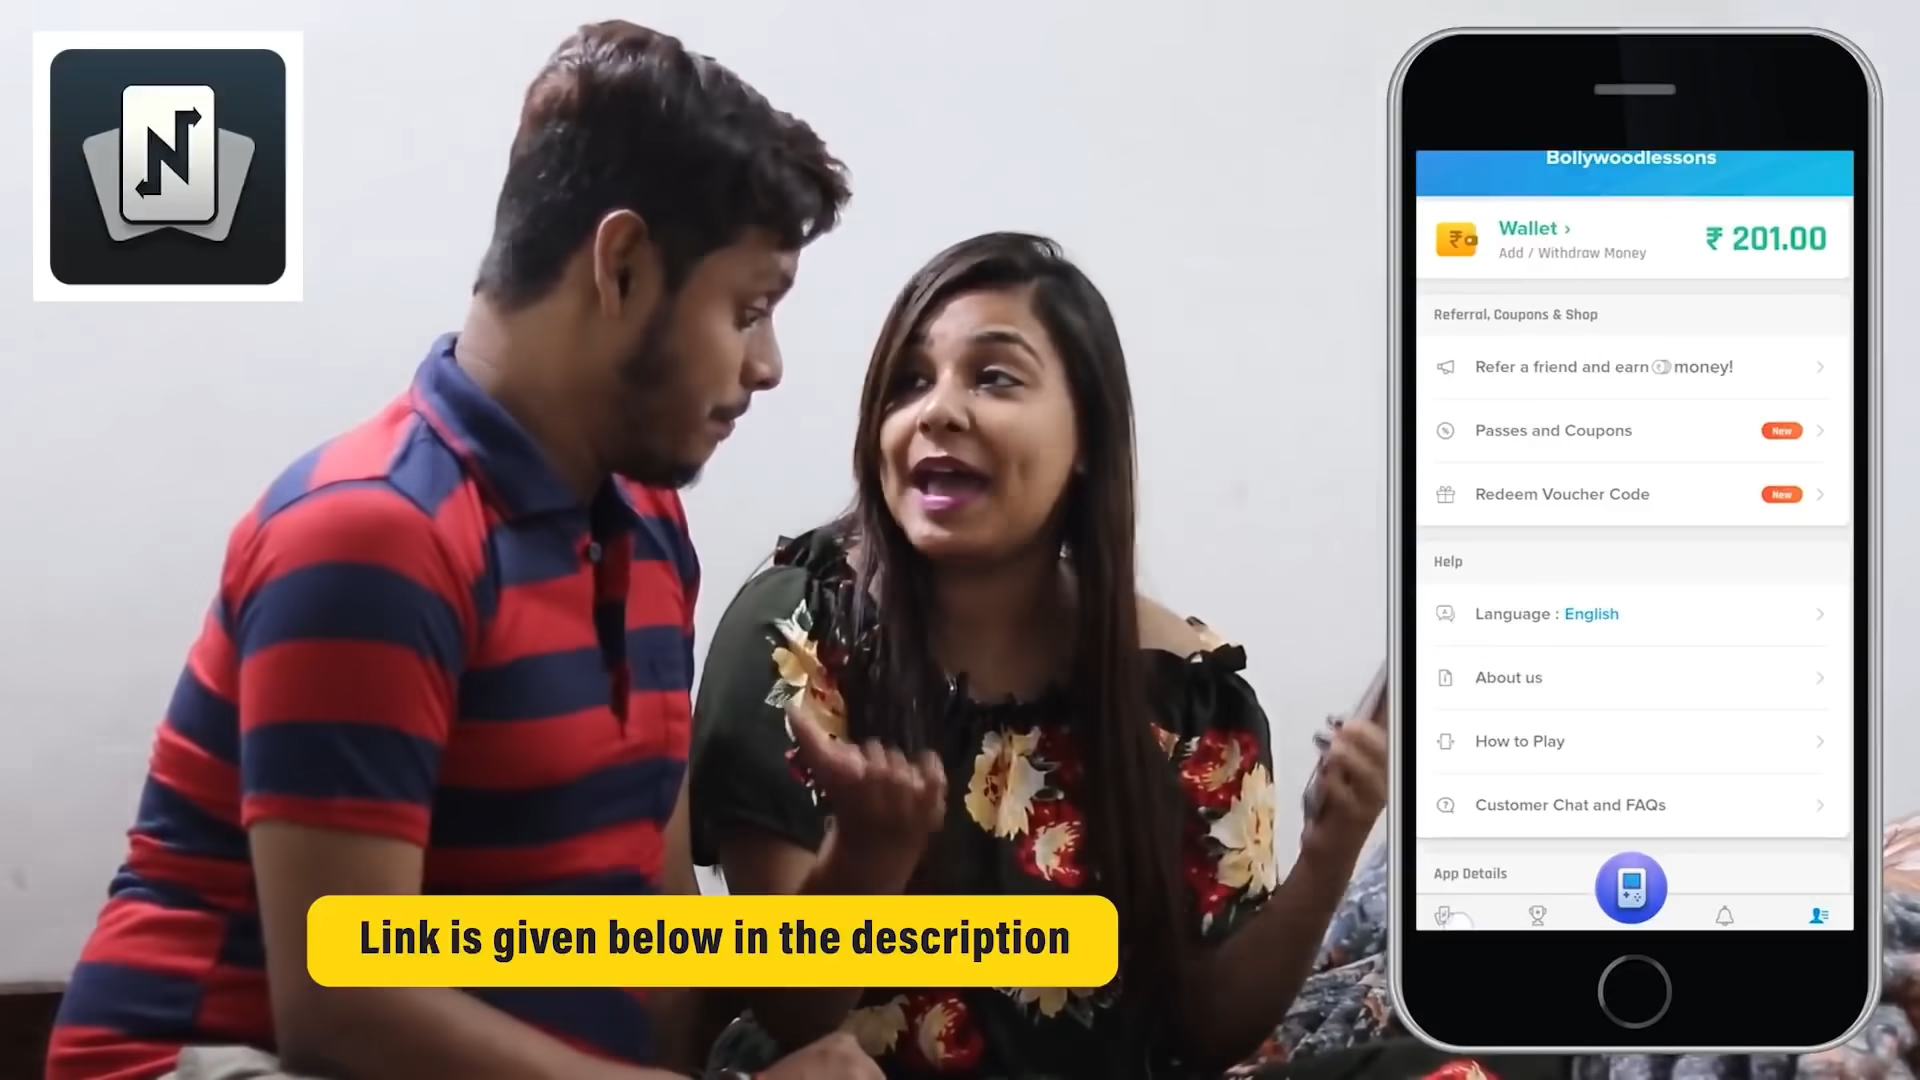 N
Bollywoodlessons
Wallet ›
₹ 201.00
Add / Withdraw Money
Referral, Coupons & Shop
Refer a friend and earn money!
Passes and Coupons
New
Redeem Voucher Code
New
Help
Language : English
About us
How to Play
Customer Chat and FAQs
App Details
Link is given below in the description